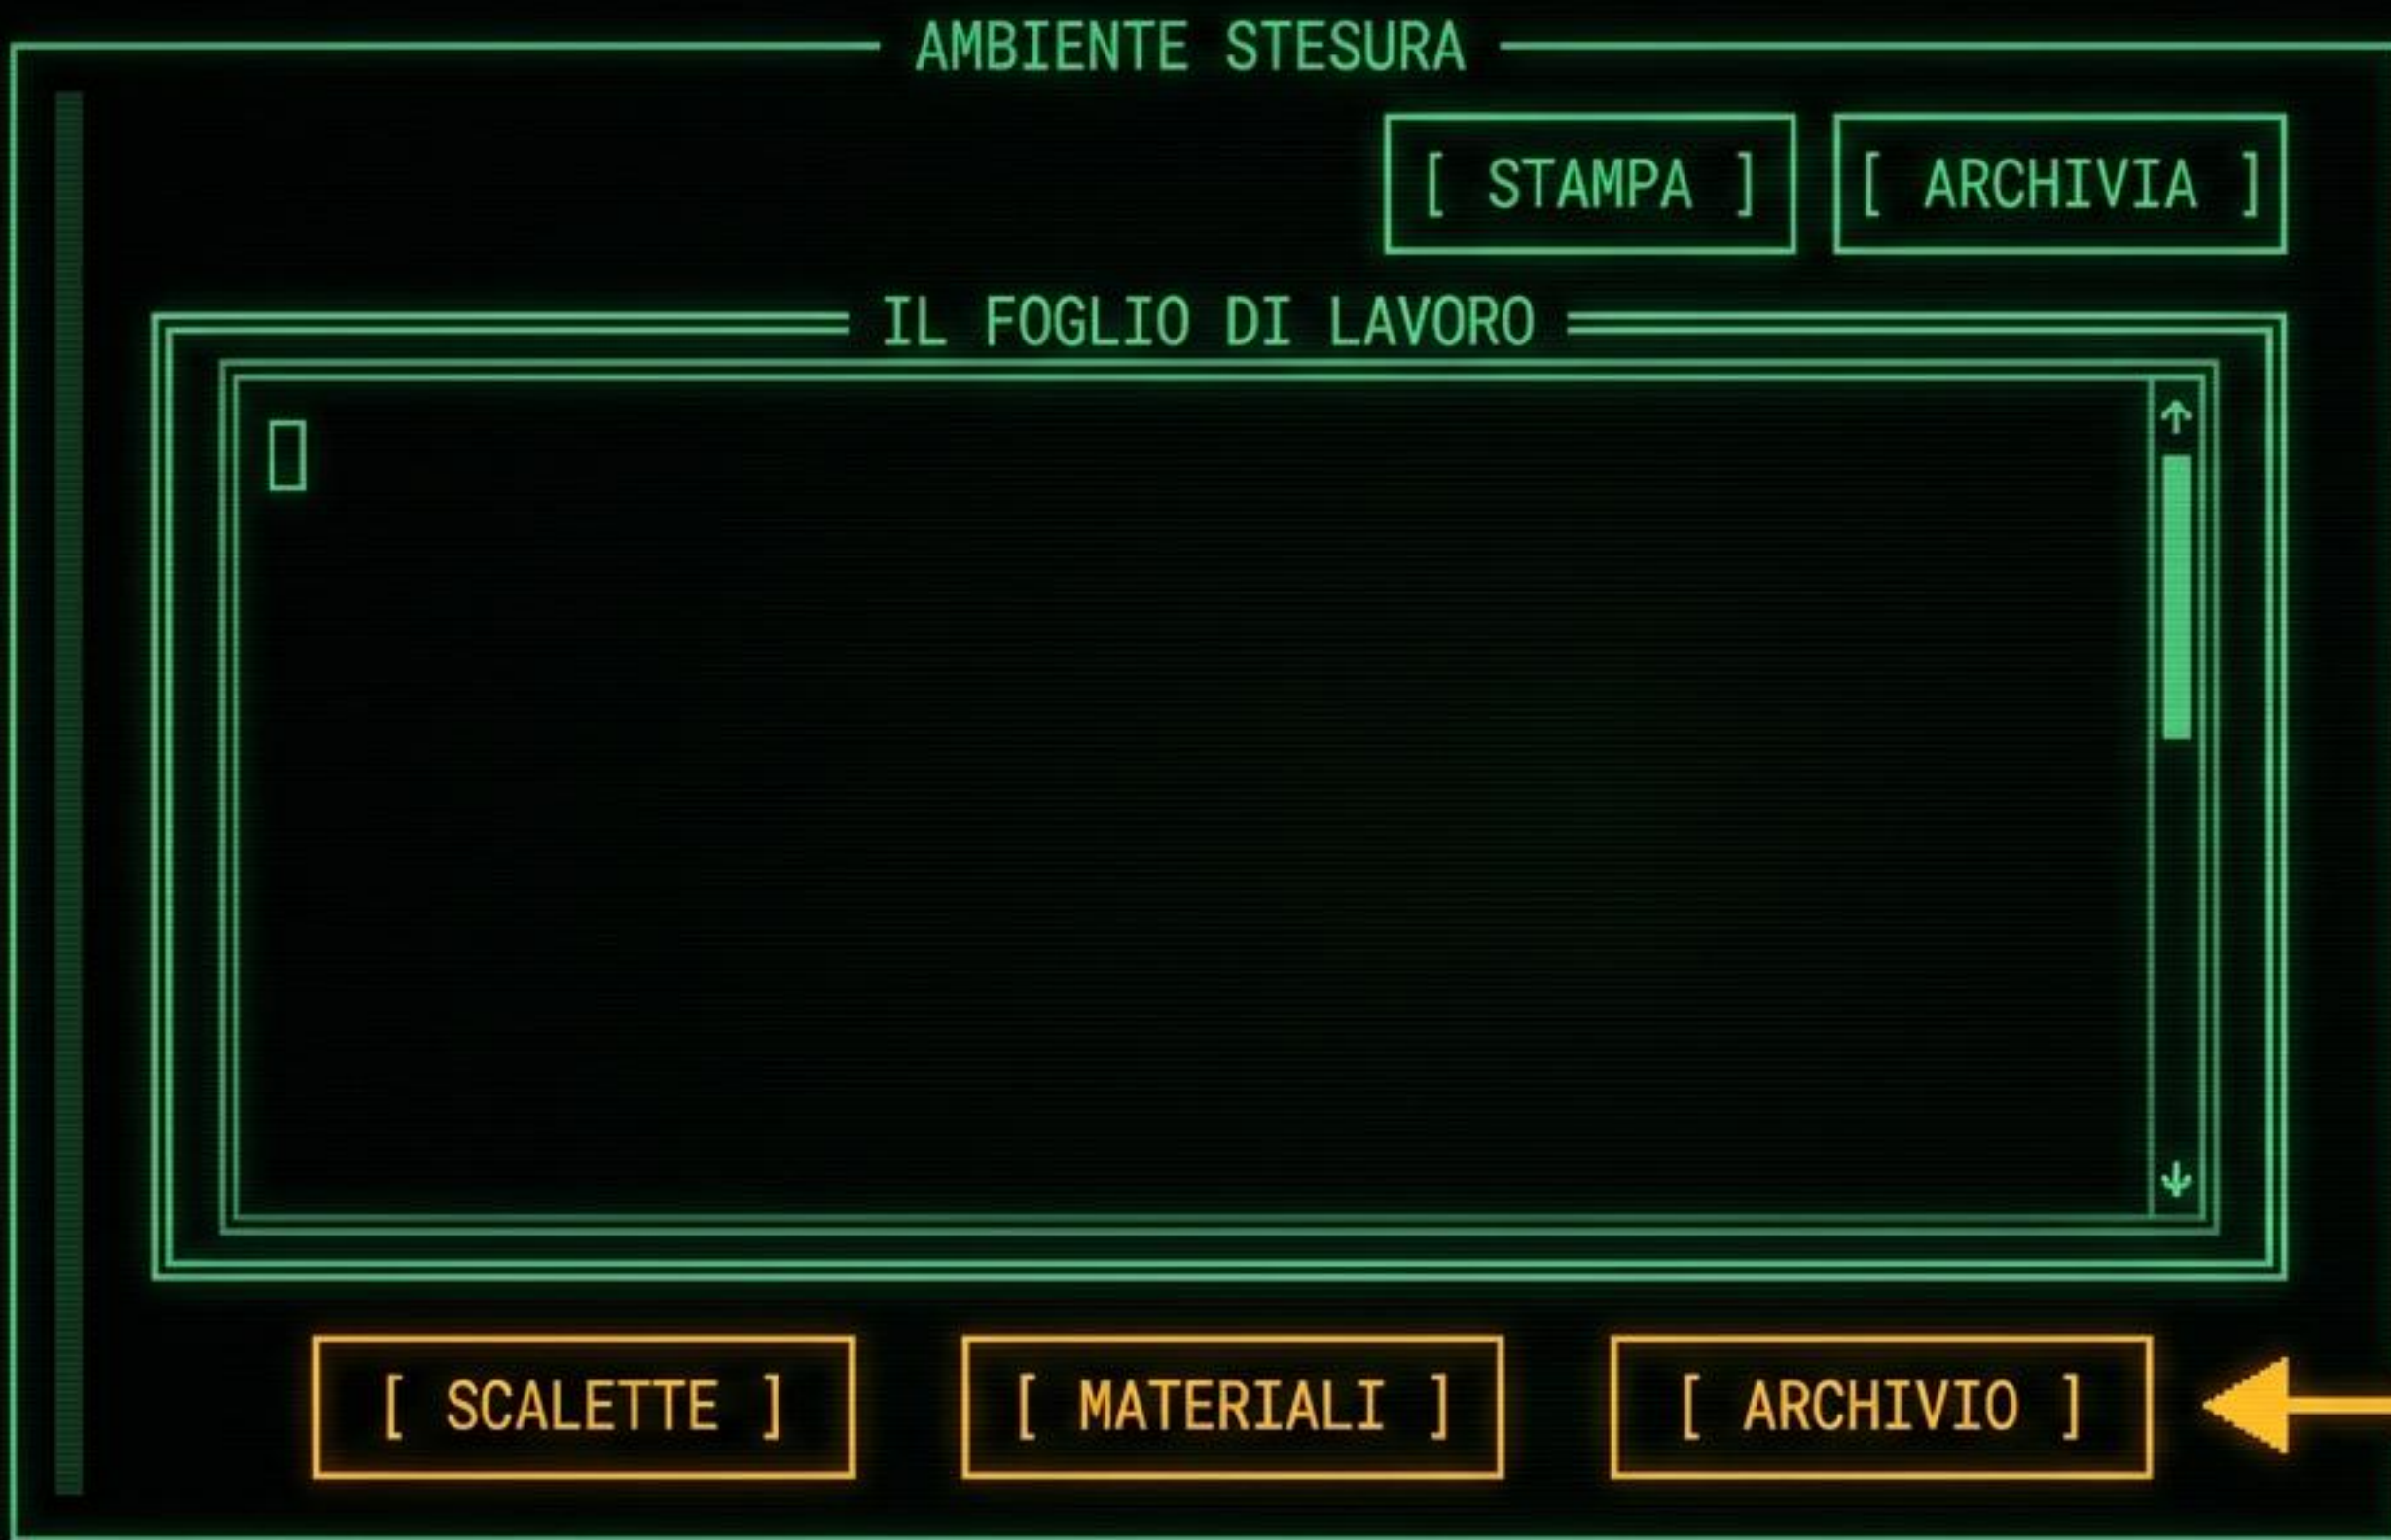 AMBIENTE STESURA
[ STAMPA ] [ ARCHIVIA ]
IL FOGLIO DI LAVORO
[ SCALETTE ] [ MATERIALI ] [ ARCHIVIO ]